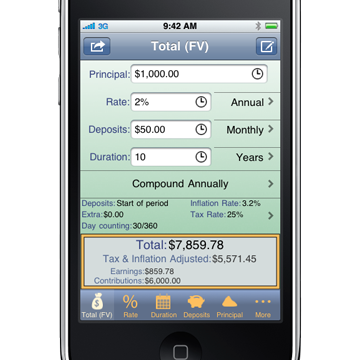 3G 9:42 AM
Total (FV)
Principal: $1,000.00
Rate: 2% Annual
Deposits: $50.00 Monthly
Duration: 10 Years
Compound Annually
Deposits: Start of period Inflation Rate: 3.2%
Extra: $0.00 Tax Rate: 25%
Day counting: 30/360
Total: $7,859.78
Tax & Inflation Adjusted: $5,571.45
Earnings: $859.78
Contributions: $6,000.00
Total (FV) Rate Duration Deposits Principal More